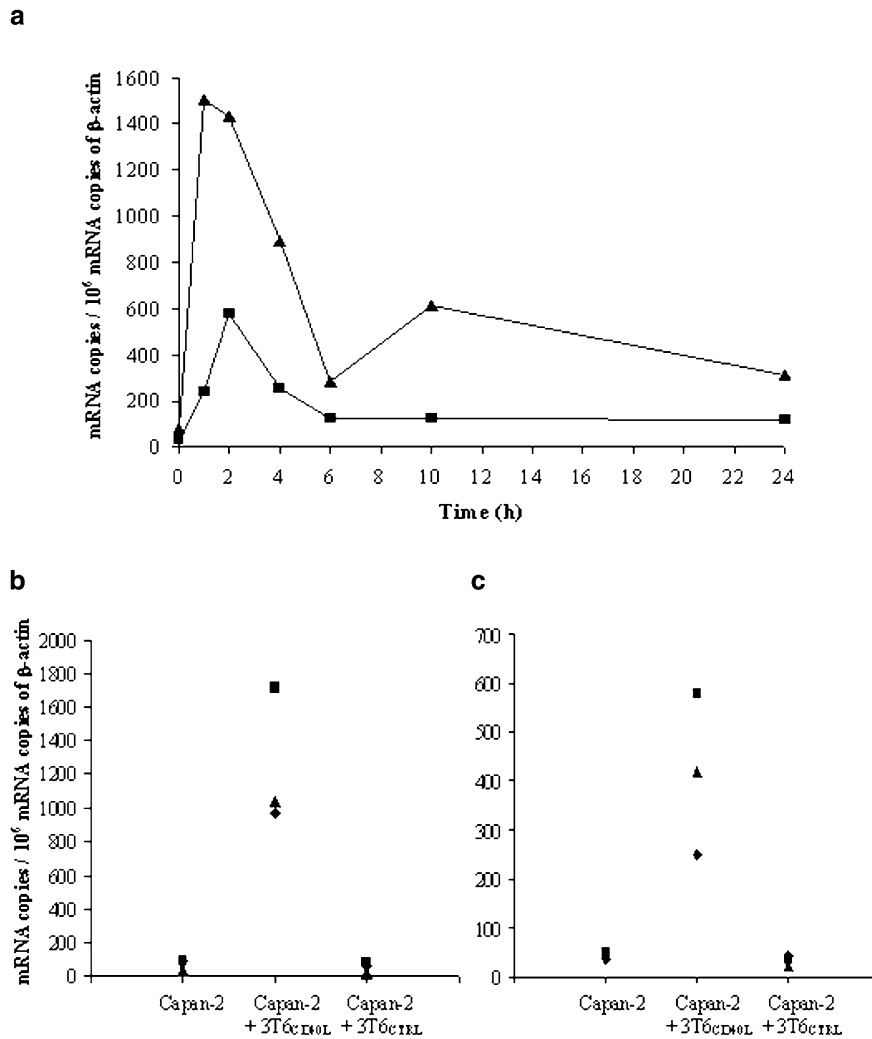 a
mRNA copies / 10⁶ mRNA copies of β-actin
1600
1400
1200
1000
800
600
400
200
0
0 2 4 6 8 10 12 14 16 18 20 22 24
Time (h)
b
mRNA copies / 10⁶ mRNA copies of β-actin
2000
1800
1600
1400
1200
1000
800
600
400
200
0
Capan-2
Capan-2
+ 3T6CD40L
Capan-2
+ 3T6CTRL
c
700
600
500
400
300
200
100
0
Capan-2
Capan-2
+ 3T6CD40L
Capan-2
+ 3T6CTRL